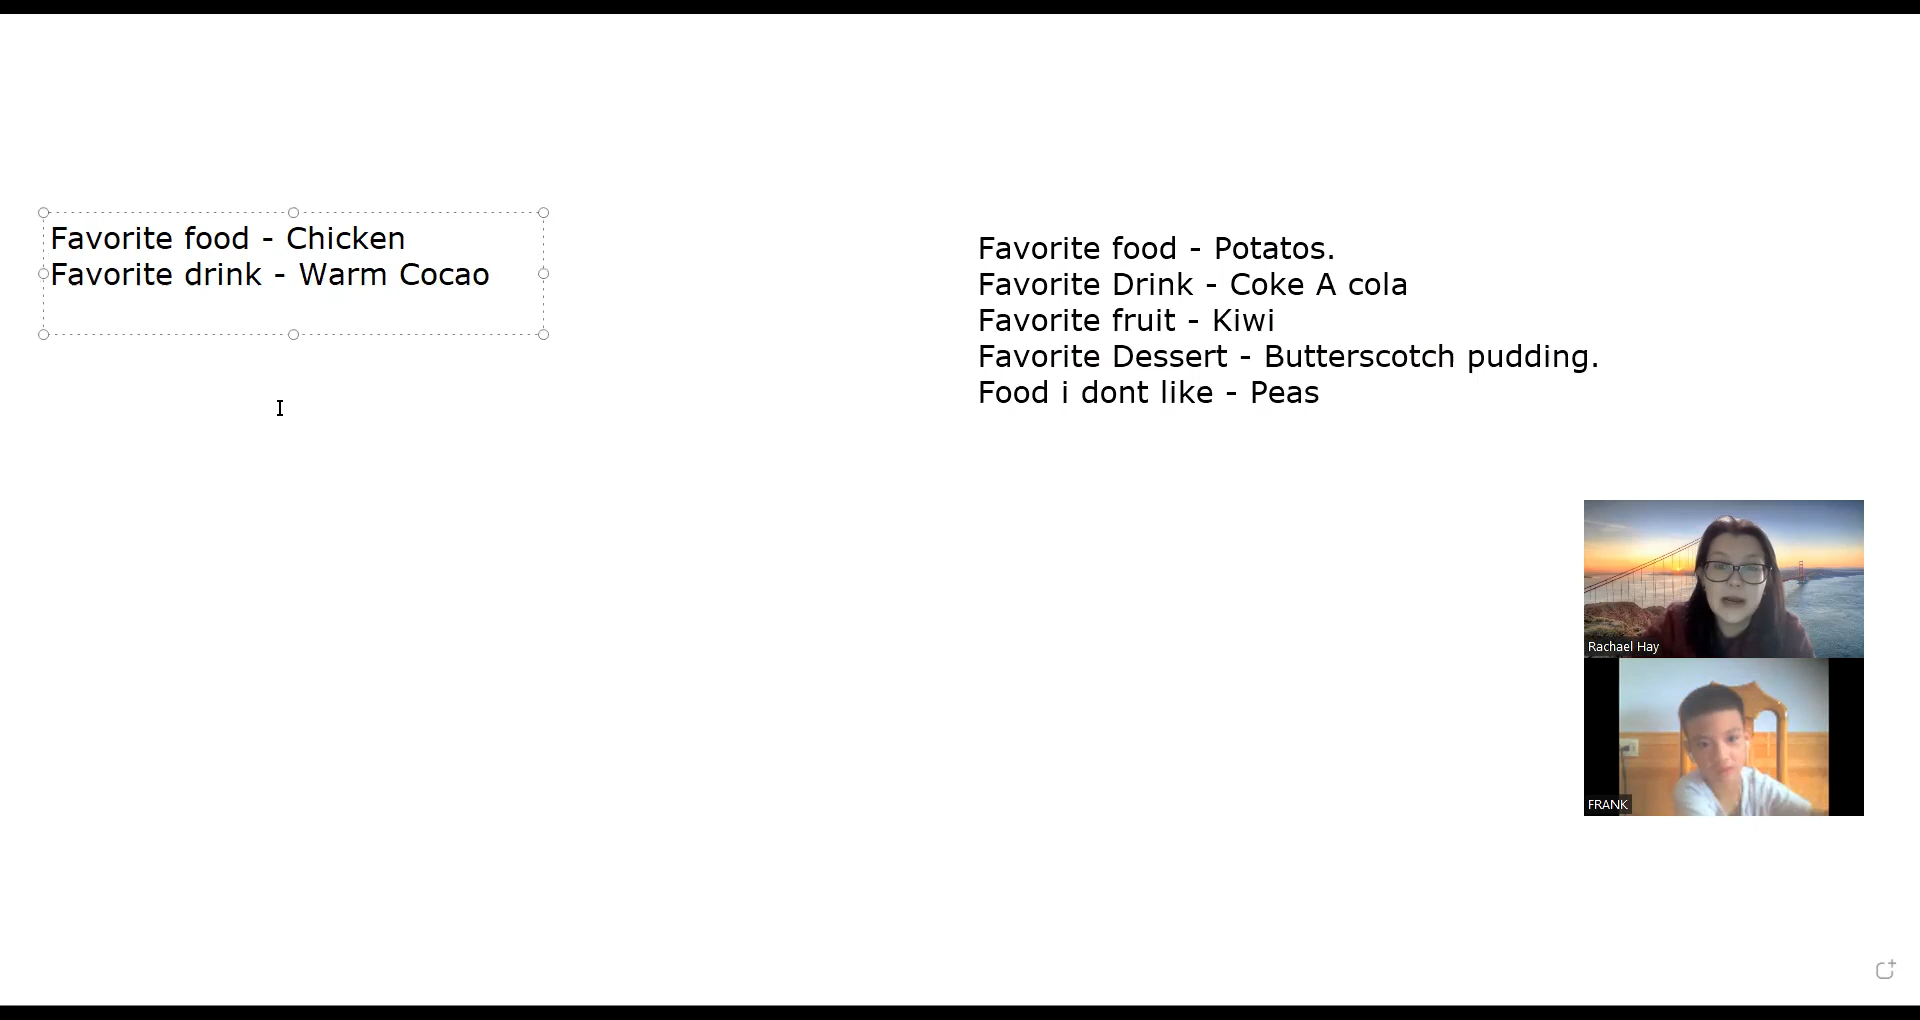 Favorite food - Chicken
Favorite drink - Warm Cocao
Favorite food - Potatos.
Favorite Drink - Coke A cola
Favorite fruit - Kiwi
Favorite Dessert - Butterscotch pudding.
Food i dont like - Peas
Rachael Hay
FRANK